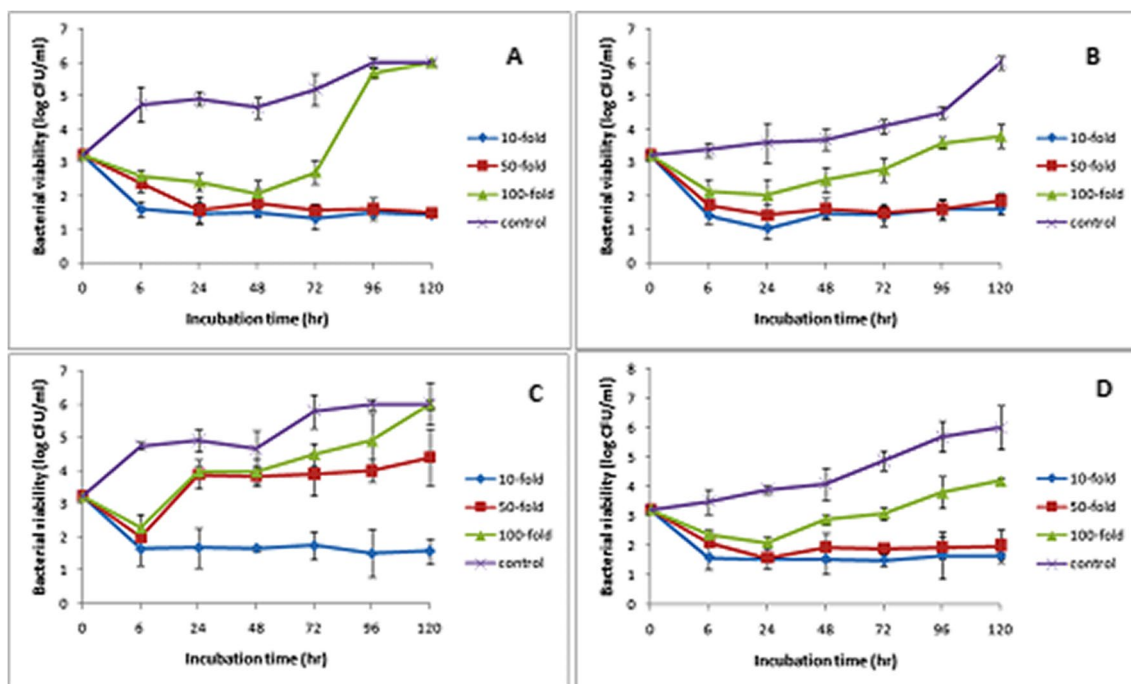 A
Bacterial viability (log CFU/ml)
7
6
5
4
3
2
1
0
0 6 24 48 72 96 120
Incubation time (hr)
10-fold
50-fold
100-fold
control
B
Bacterial viability (log CFU/ml)
7
6
5
4
3
2
1
0
0 6 24 48 72 96 120
Incubation time (hr)
10-fold
50-fold
100-fold
control
C
Bacterial viability (log CFU/ml)
7
6
5
4
3
2
1
0
0 6 24 48 72 96 120
Incubation time (hr)
10-fold
50-fold
100-fold
control
D
Bacterial viability (log CFU/ml)
8
7
6
5
4
3
2
1
0
0 6 24 48 72 96 120
Incubation time (hr)
10-fold
50-fold
100-fold
control